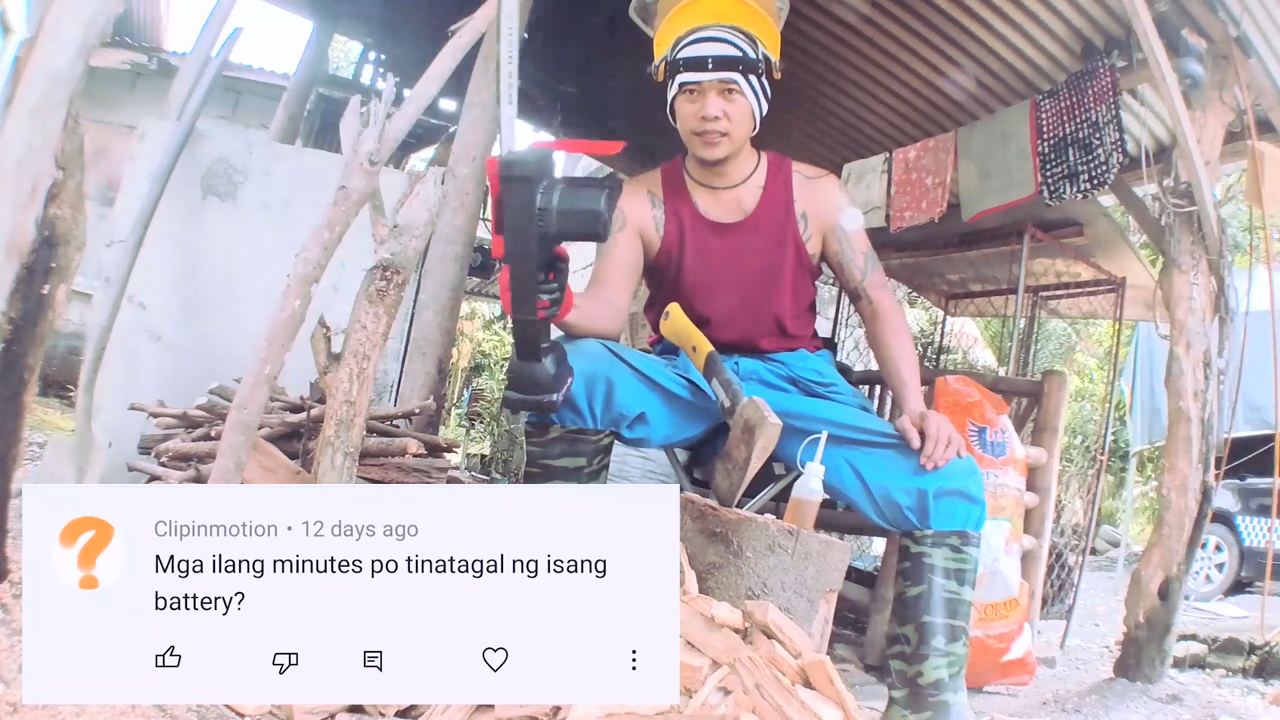 Clipinmotion • 12 days ago
Mga ilang minutes po tinatagal ng isang
battery?